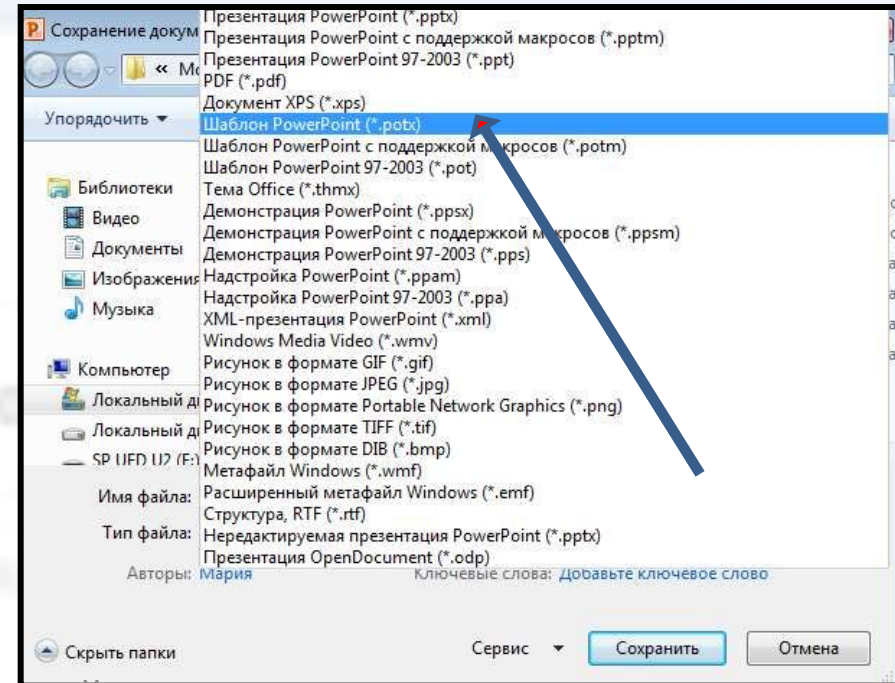 Сохранение докум
« Мо
Упорядочить
Библиотеки
Видео
Документы
Изображения
Музыка
Компьютер
Локальный ди
Локальный ди
SP UFD U2 (F:)
Презентация PowerPoint (*.pptx)
Презентация PowerPoint с поддержкой макросов (*.pptm)
Презентация PowerPoint 97-2003 (*.ppt)
PDF (*.pdf)
Документ XPS (*.xps)
Шаблон PowerPoint (*.potx)
Шаблон PowerPoint с поддержкой макросов (*.potm)
Шаблон PowerPoint 97-2003 (*.pot)
Тема Office (*.thmx)
Демонстрация PowerPoint (*.ppsx)
Демонстрация PowerPoint с поддержкой макросов (*.ppsm)
Демонстрация PowerPoint 97-2003 (*.pps)
Надстройка PowerPoint (*.ppam)
Надстройка PowerPoint 97-2003 (*.ppa)
XML-презентация PowerPoint (*.xml)
Windows Media Video (*.wmv)
Рисунок в формате GIF (*.gif)
Рисунок в формате JPEG (*.jpg)
Рисунок в формате Portable Network Graphics (*.png)
Рисунок в формате TIFF (*.tif)
Рисунок в формате DIB (*.bmp)
Метафайл Windows (*.wmf)
Расширенный метафайл Windows (*.emf)
Структура, RTF (*.rtf)
Нередактируемая презентация PowerPoint (*.pptx)
Презентация OpenDocument (*.odp)
Имя файла:
Тип файла:
Авторы: Мария Ключевые слова: Добавьте ключевое слово
Скрыть папки Сервис Сохранить Отмена